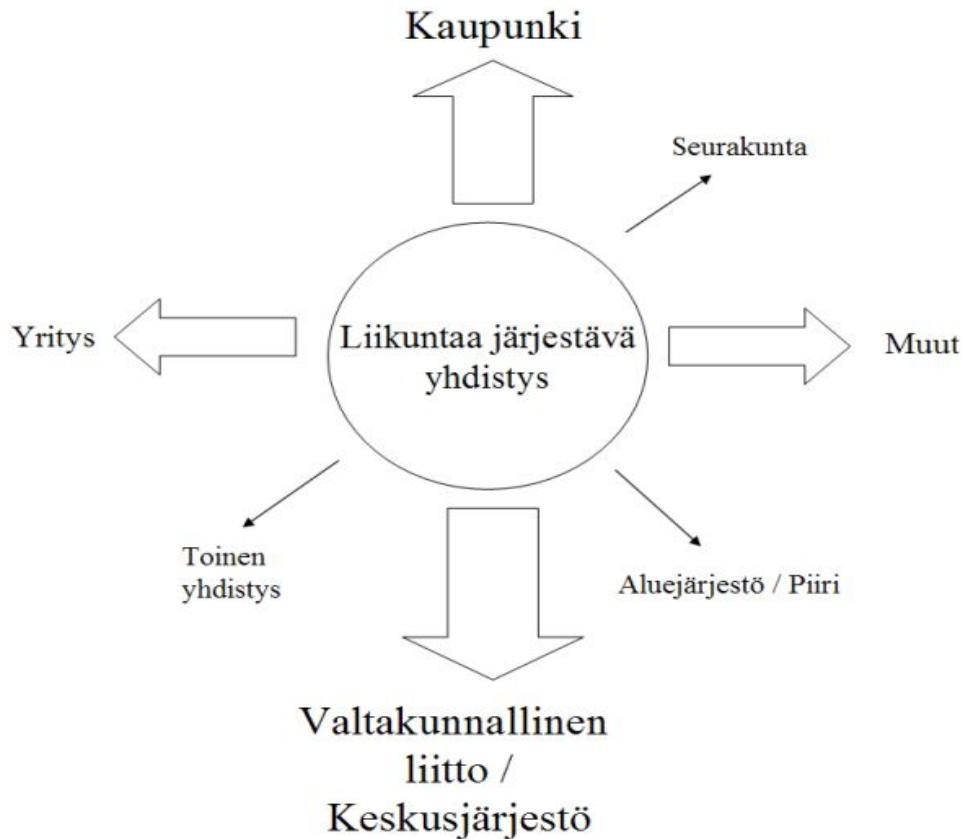 Kaupunki
Seurakunta
Yritys
Liikuntaa järjestävä
yhdistys
Muut
Toinen
yhdistys
Aluejärjestö / Piiri
Valtakunnallinen
liitto /
Keskusjärjestö